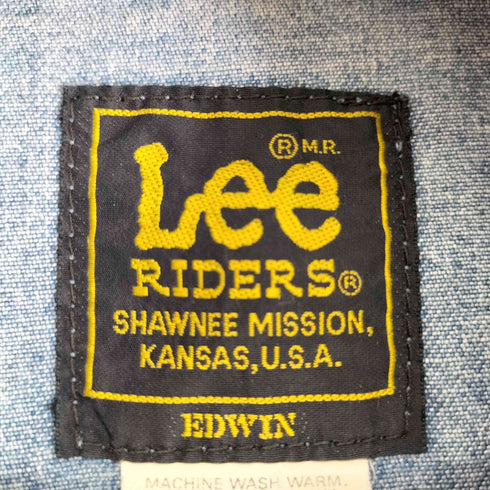 ® M.R.
Lee
RIDERS®
SHAWNEE MISSION,
KANSAS, U.S.A.
EDWIN
MACHINE WASH WARM.